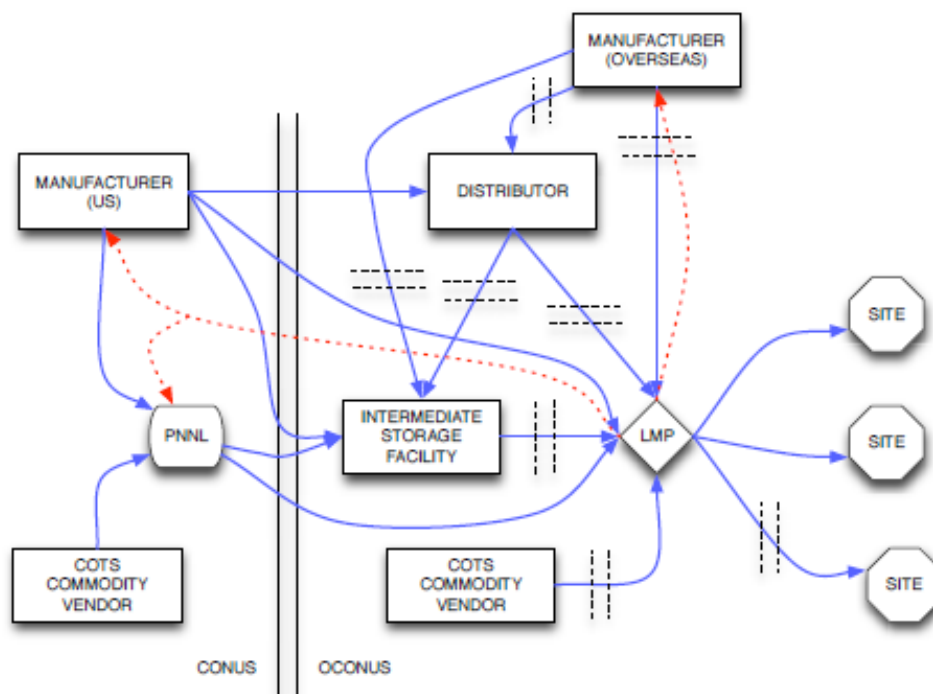 MANUFACTURER
(OVERSEAS)
MANUFACTURER
(US)
DISTRIBUTOR
SITE
PNNL
INTERMEDIATE
STORAGE
FACILITY
LMP
SITE
COTS
COMMODITY
VENDOR
COTS
COMMODITY
VENDOR
SITE
CONUS
OCONUS